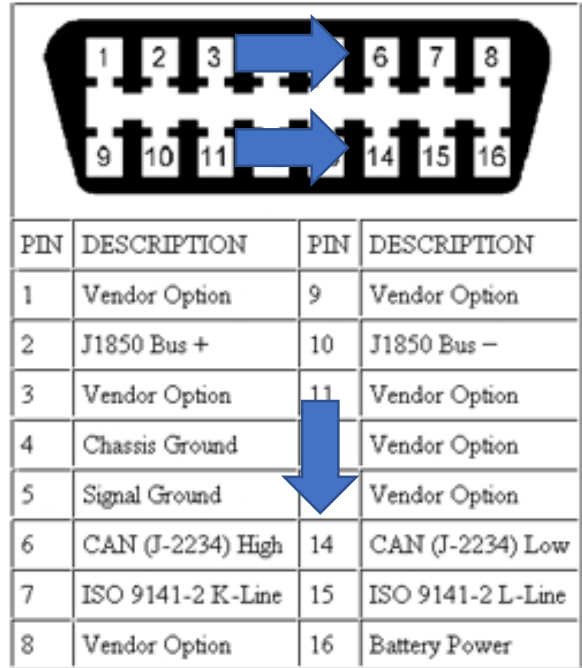 1 2 3 6 7 8
9 10 11 14 15 16
PIN DESCRIPTION PIN DESCRIPTION
1 Vendor Option 9 Vendor Option
2 J1850 Bus + 10 J1850 Bus −
3 Vendor Option 11 Vendor Option
4 Chassis Ground Vendor Option
5 Signal Ground Vendor Option
6 CAN (J-2234) High 14 CAN (J-2234) Low
7 ISO 9141-2 K-Line 15 ISO 9141-2 L-Line
8 Vendor Option 16 Battery Power